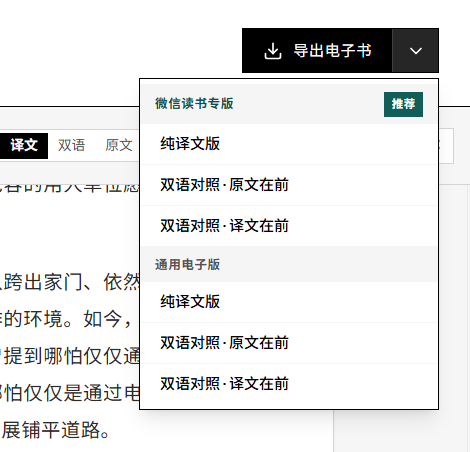 导出电子书
微信读书专版 推荐
纯译文版
双语对照·原文在前
双语对照·译文在前
通用电子版
纯译文版
双语对照·原文在前
双语对照·译文在前
译文 双语 原文
跨出家门、依然
的环境。如今，
提到哪怕仅仅通
怕仅仅是通过电
展铺平道路。